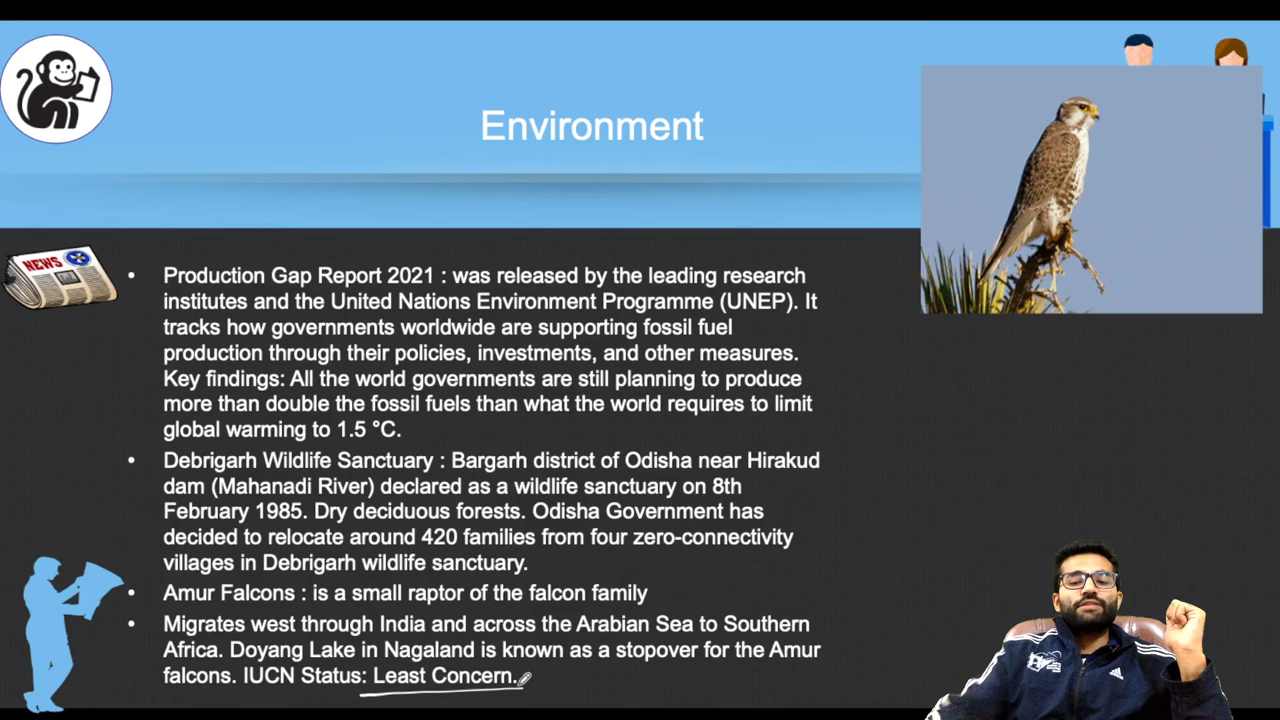 Environment
NEWS
Production Gap Report 2021 : was released by the leading research
institutes and the United Nations Environment Programme (UNEP). It
tracks how governments worldwide are supporting fossil fuel
production through their policies, investments, and other measures.
Key findings: All the world governments are still planning to produce
more than double the fossil fuels than what the world requires to limit
global warming to 1.5 °C.
Debrigarh Wildlife Sanctuary : Bargarh district of Odisha near Hirakud
dam (Mahanadi River) declared as a wildlife sanctuary on 8th
February 1985. Dry deciduous forests. Odisha Government has
decided to relocate around 420 families from four zero-connectivity
villages in Debrigarh wildlife sanctuary.
Amur Falcons : is a small raptor of the falcon family
Migrates west through India and across the Arabian Sea to Southern
Africa. Doyang Lake in Nagaland is known as a stopover for the Amur
falcons. IUCN Status: Least Concern.